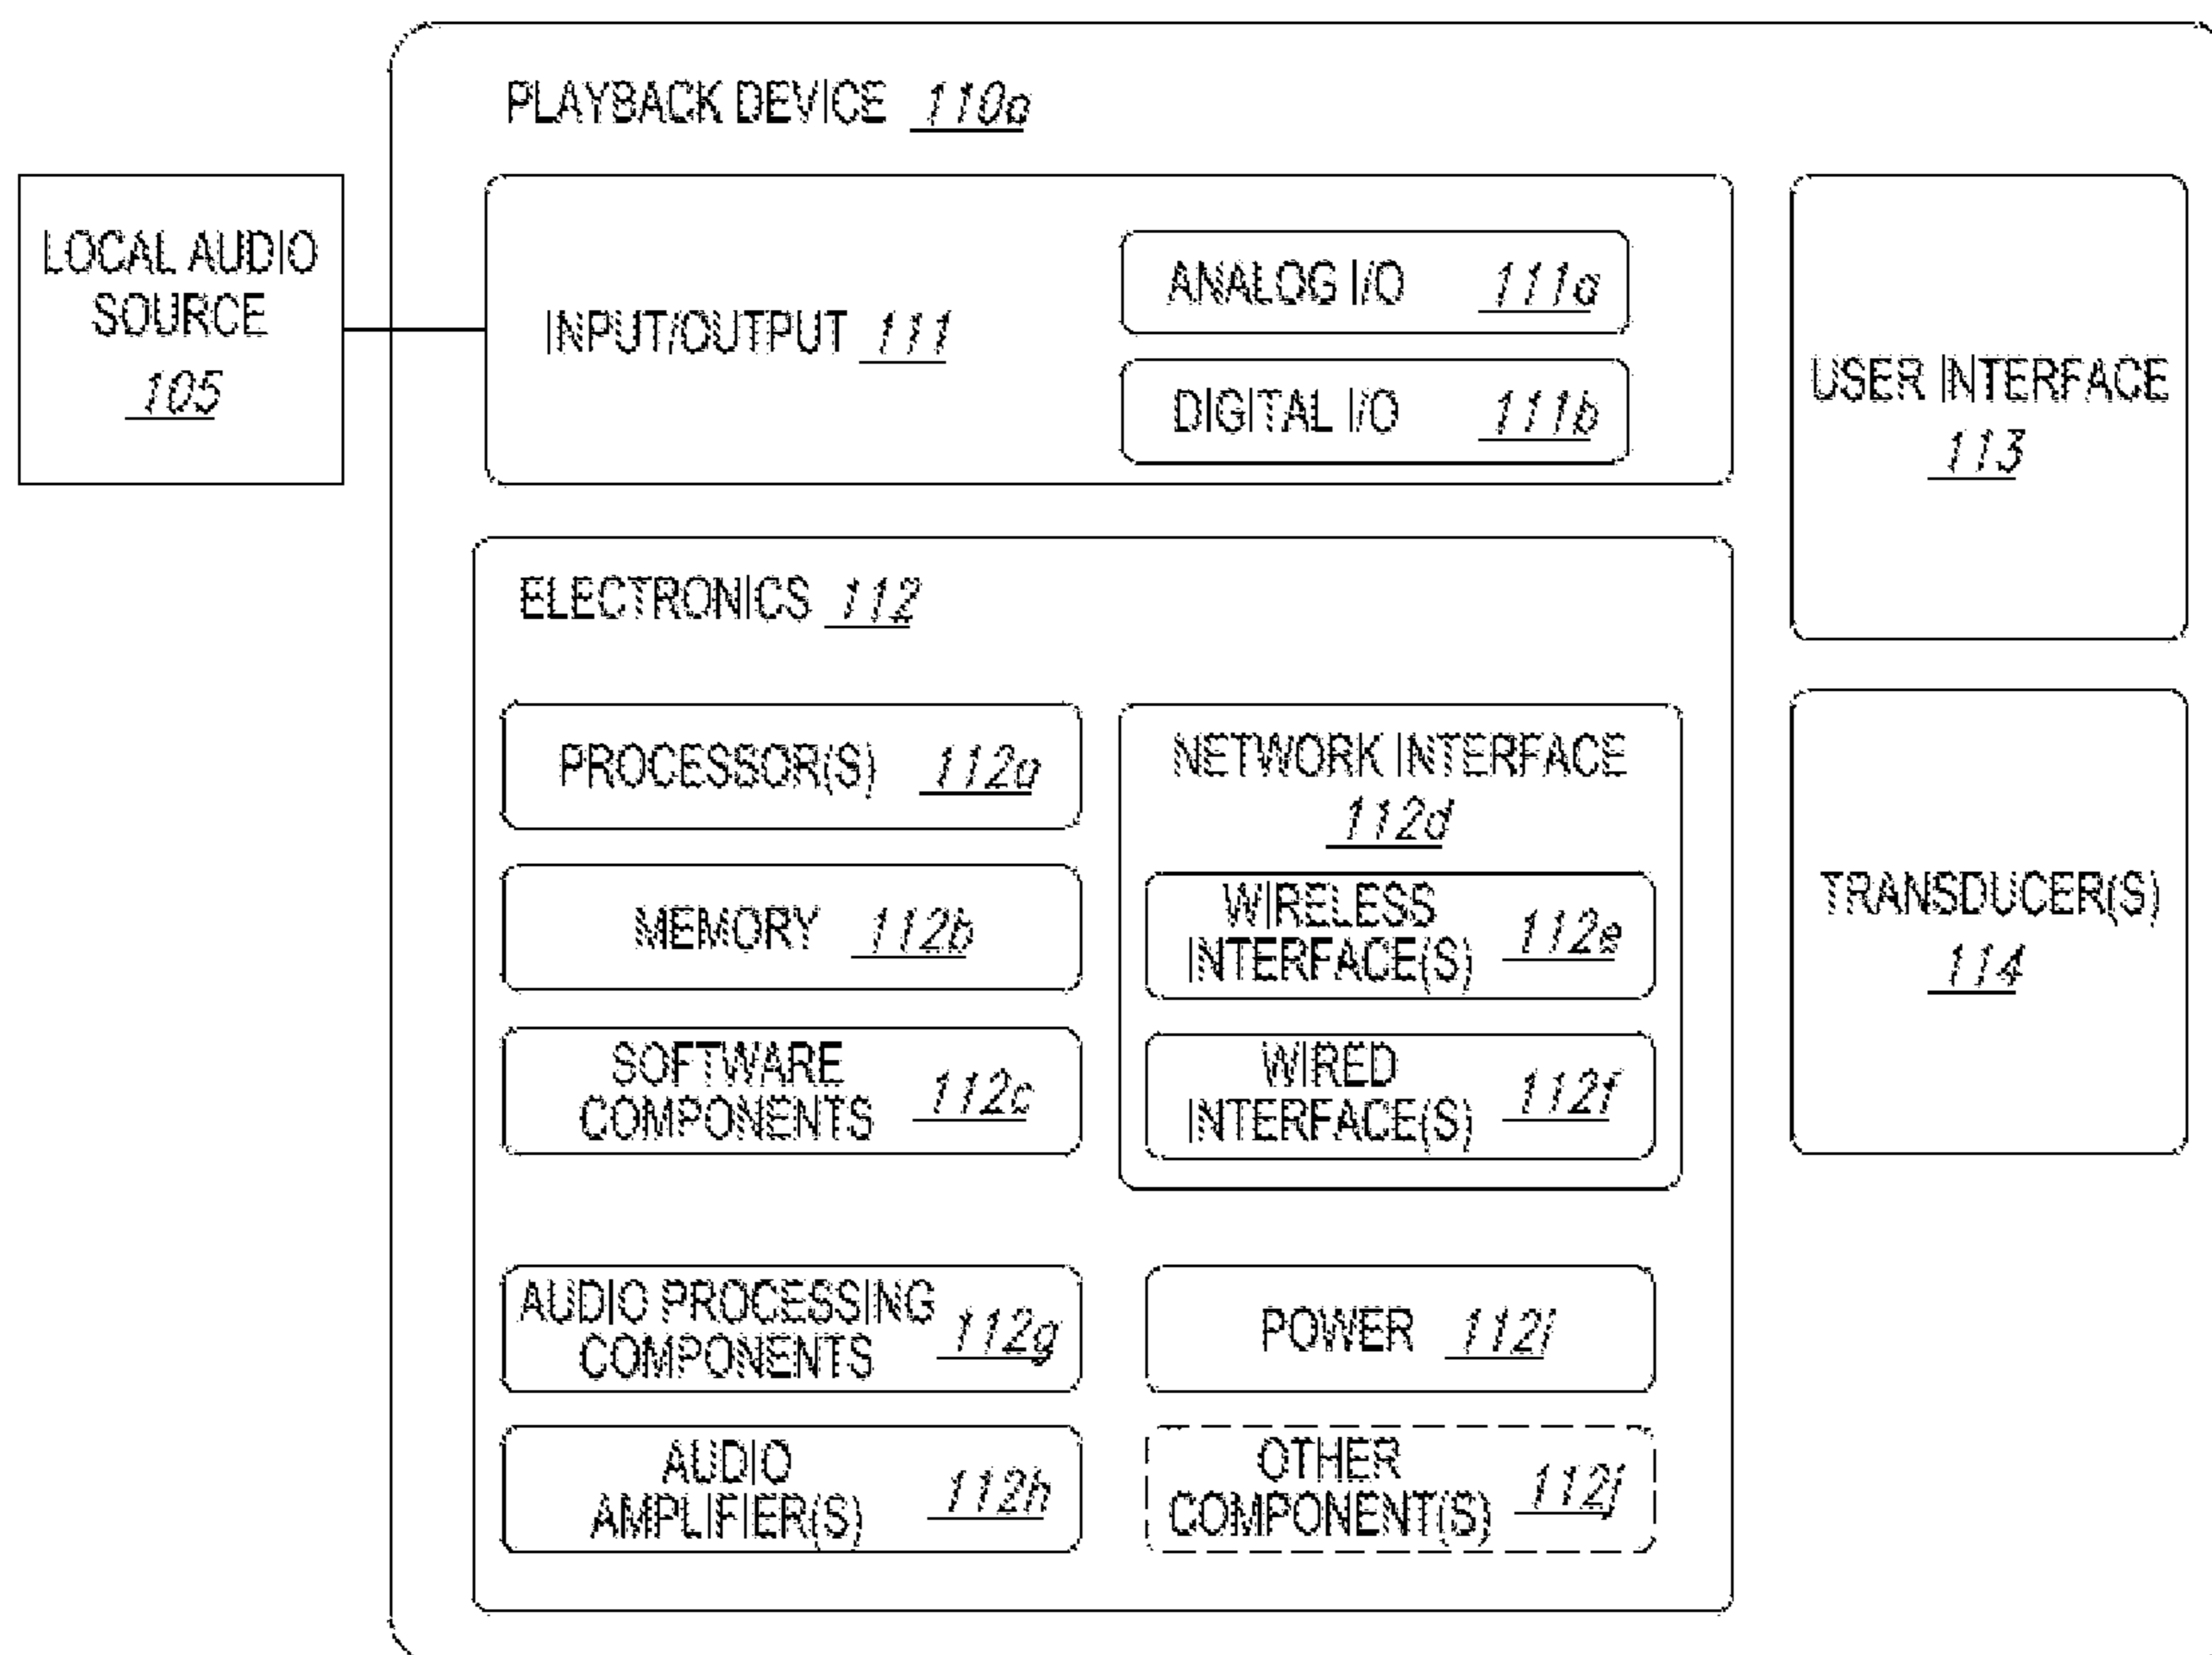 PLAYBACK DEVICE 110a
LOCAL AUDIO
SOURCE
105
INPUT/OUTPUT 111
ANALOG I/O 111a
DIGITAL I/O 111b
USER INTERFACE
113
ELECTRONICS 112
PROCESSOR(S) 112a
MEMORY 112b
SOFTWARE
COMPONENTS 112c
NETWORK INTERFACE
112d
WIRELESS
INTERFACE(S) 112e
WIRED
INTERFACE(S) 112f
TRANSDUCER(S)
114
AUDIO PROCESSING
COMPONENTS 112g
POWER 112i
AUDIO
AMPLIFIER(S) 112h
OTHER
COMPONENT(S) 112j